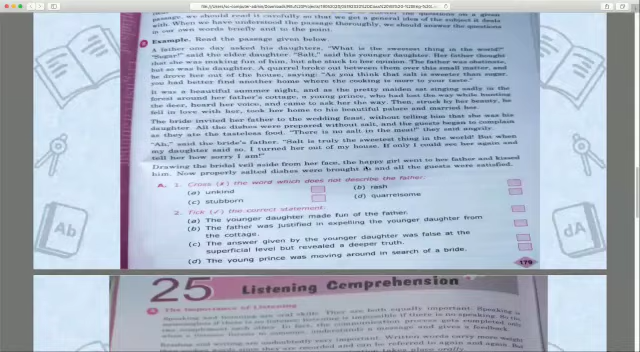 passage, we should read it carefully so that we get a general idea of the subject it deals
with. When we have understood the passage thoroughly, we should answer the questions
in our own words briefly and to the point.
Example. Read the passage given below.
A father one day asked his daughters, "What is the sweetest thing in the world?"
"Sugar!" said the elder daughter. "Salt," said his younger daughter. Her father thought
that she was making fun of him, but she stuck to her opinion. The father was obstinate,
but so was his daughter. A quarrel broke out between them over this small matter, and
he drove her out of the house, saying: "As you think that salt is sweeter than sugar,
you had better find another home where the cooking is more to your taste."
It was a beautiful summer night, and as the pretty maiden sat singing sadly in the
forest around her father's cottage, a young prince, who had lost the way while hunting
the deer, heard her voice, and came to ask her the way. Then, struck by her beauty, he
fell in love with her, took her home to his beautiful palace and married her.
The bride invited her father to the wedding feast, without telling him that she was his
daughter. All the dishes were prepared without salt, and the guests began to complain
as they ate the tasteless food. "There is no salt in the meat!" they said angrily.
"Ah," said the bride's father. "Salt is truly the sweetest thing in the world! But when
my daughter said so, I turned her out of my house. If only I could see her again and
tell her how sorry I am!"
Drawing the bridal veil aside from her face, the happy girl went to her father and kissed
him. Now properly salted dishes were brought in and all the guests were satisfied.
A. 1. Cross (x) the word which does not describe the father:
(a) unkind (b) rash
(c) stubborn (d) quarrelsome
2. Tick (✓) the correct statement:
(a) The younger daughter made fun of the father.
(b) The father was justified in expelling the younger daughter from
the cottage.
(c) The answer given by the younger daughter was false at the
superficial level but revealed a deeper truth.
(d) The young prince was moving around in search of a bride.
179
Ab
dA
25 Listening Comprehension
The Importance of Listening
Speaking and listening are oral skills. They are both equally important. Speaking is